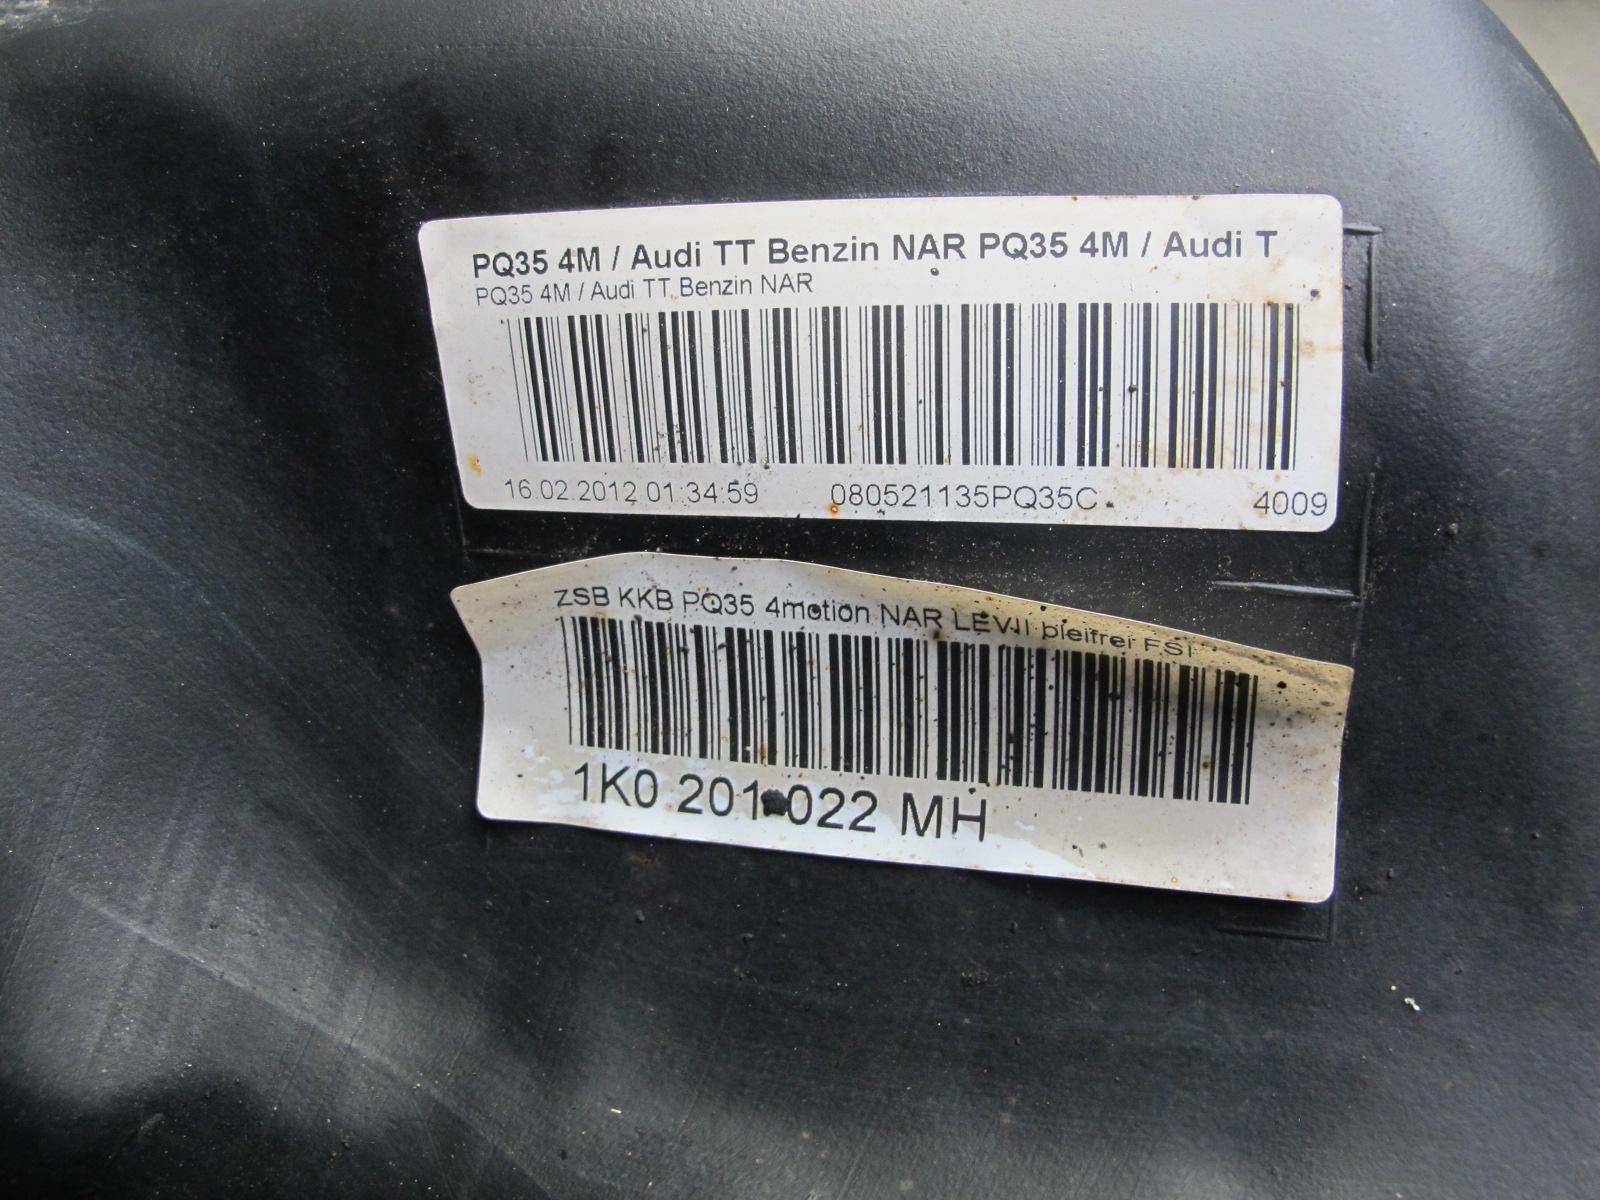 PQ35 4M / Audi TT Benzin NAR PQ35 4M / Audi T
PQ35 4M / Audi TT Benzin NAR
16.02.2012 01:34:59 080521135PQ35C 4009
ZSB KKB PQ35 4motion NAR LEV II bleifrei FSI
1K0 201 022 MH